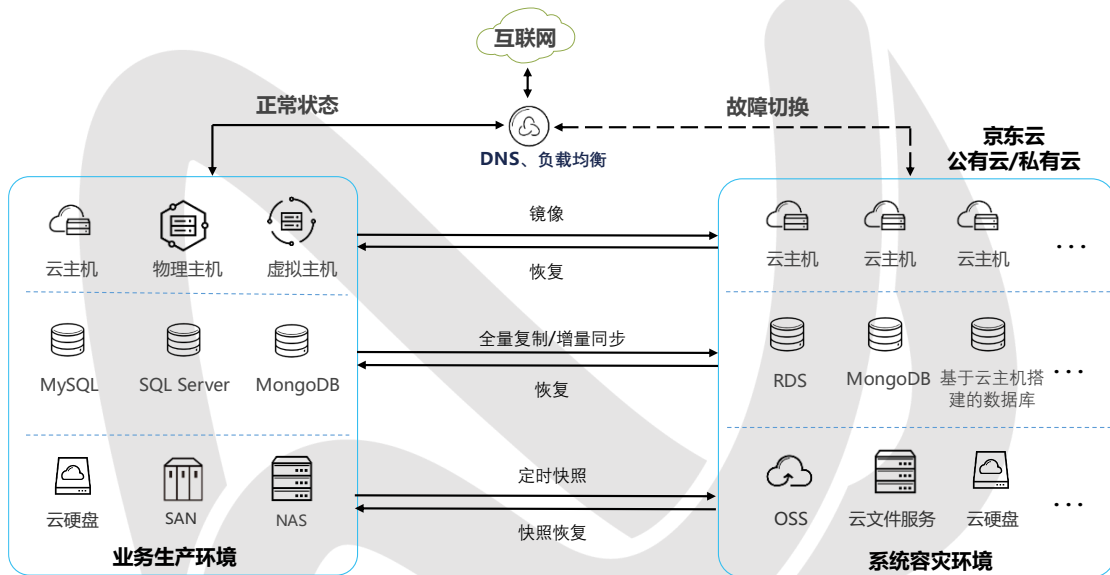 互联网
正常状态
故障切换
DNS、负载均衡
京东云
公有云/私有云
云主机
物理主机
虚拟主机
镜像
恢复
云主机
云主机
云主机
...
MySQL
SQL Server
MongoDB
全量复制/增量同步
恢复
RDS
MongoDB
基于云主机搭
建的数据库
...
云硬盘
SAN
NAS
定时快照
快照恢复
OSS
云文件服务
云硬盘
...
业务生产环境
系统容灾环境